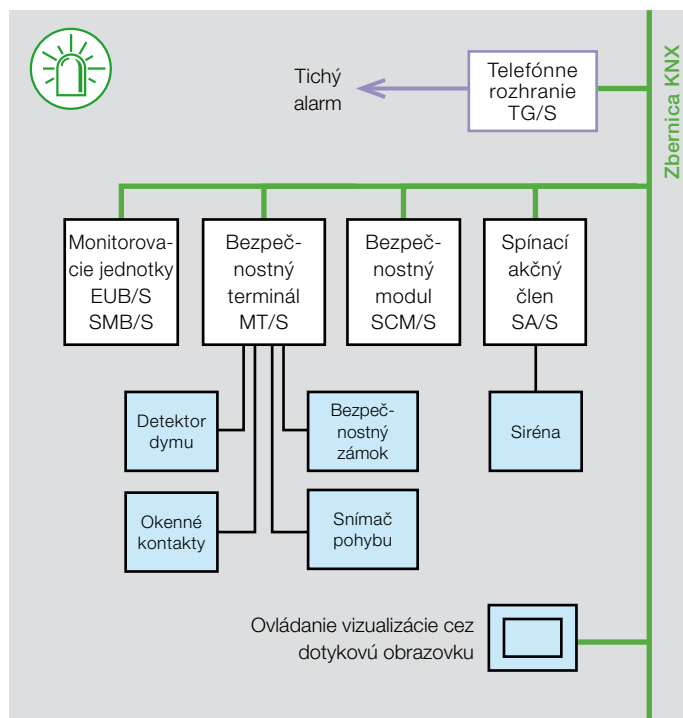 Tichý
alarm
Telefónne
rozhranie
TG/S
Zbernica KNX
Monitorova-
cie jednotky
EUB/S
SMB/S
Bezpeč-
nostný
terminál
MT/S
Bezpeč-
nostný
modul
SCM/S
Spínací
akčný
člen
SA/S
Detektor
dymu
Bezpeč-
nostný
zámok
Siréna
Okenné
kontakty
Snímač
pohybu
Ovládanie vizualizácie cez
dotykovú obrazovku